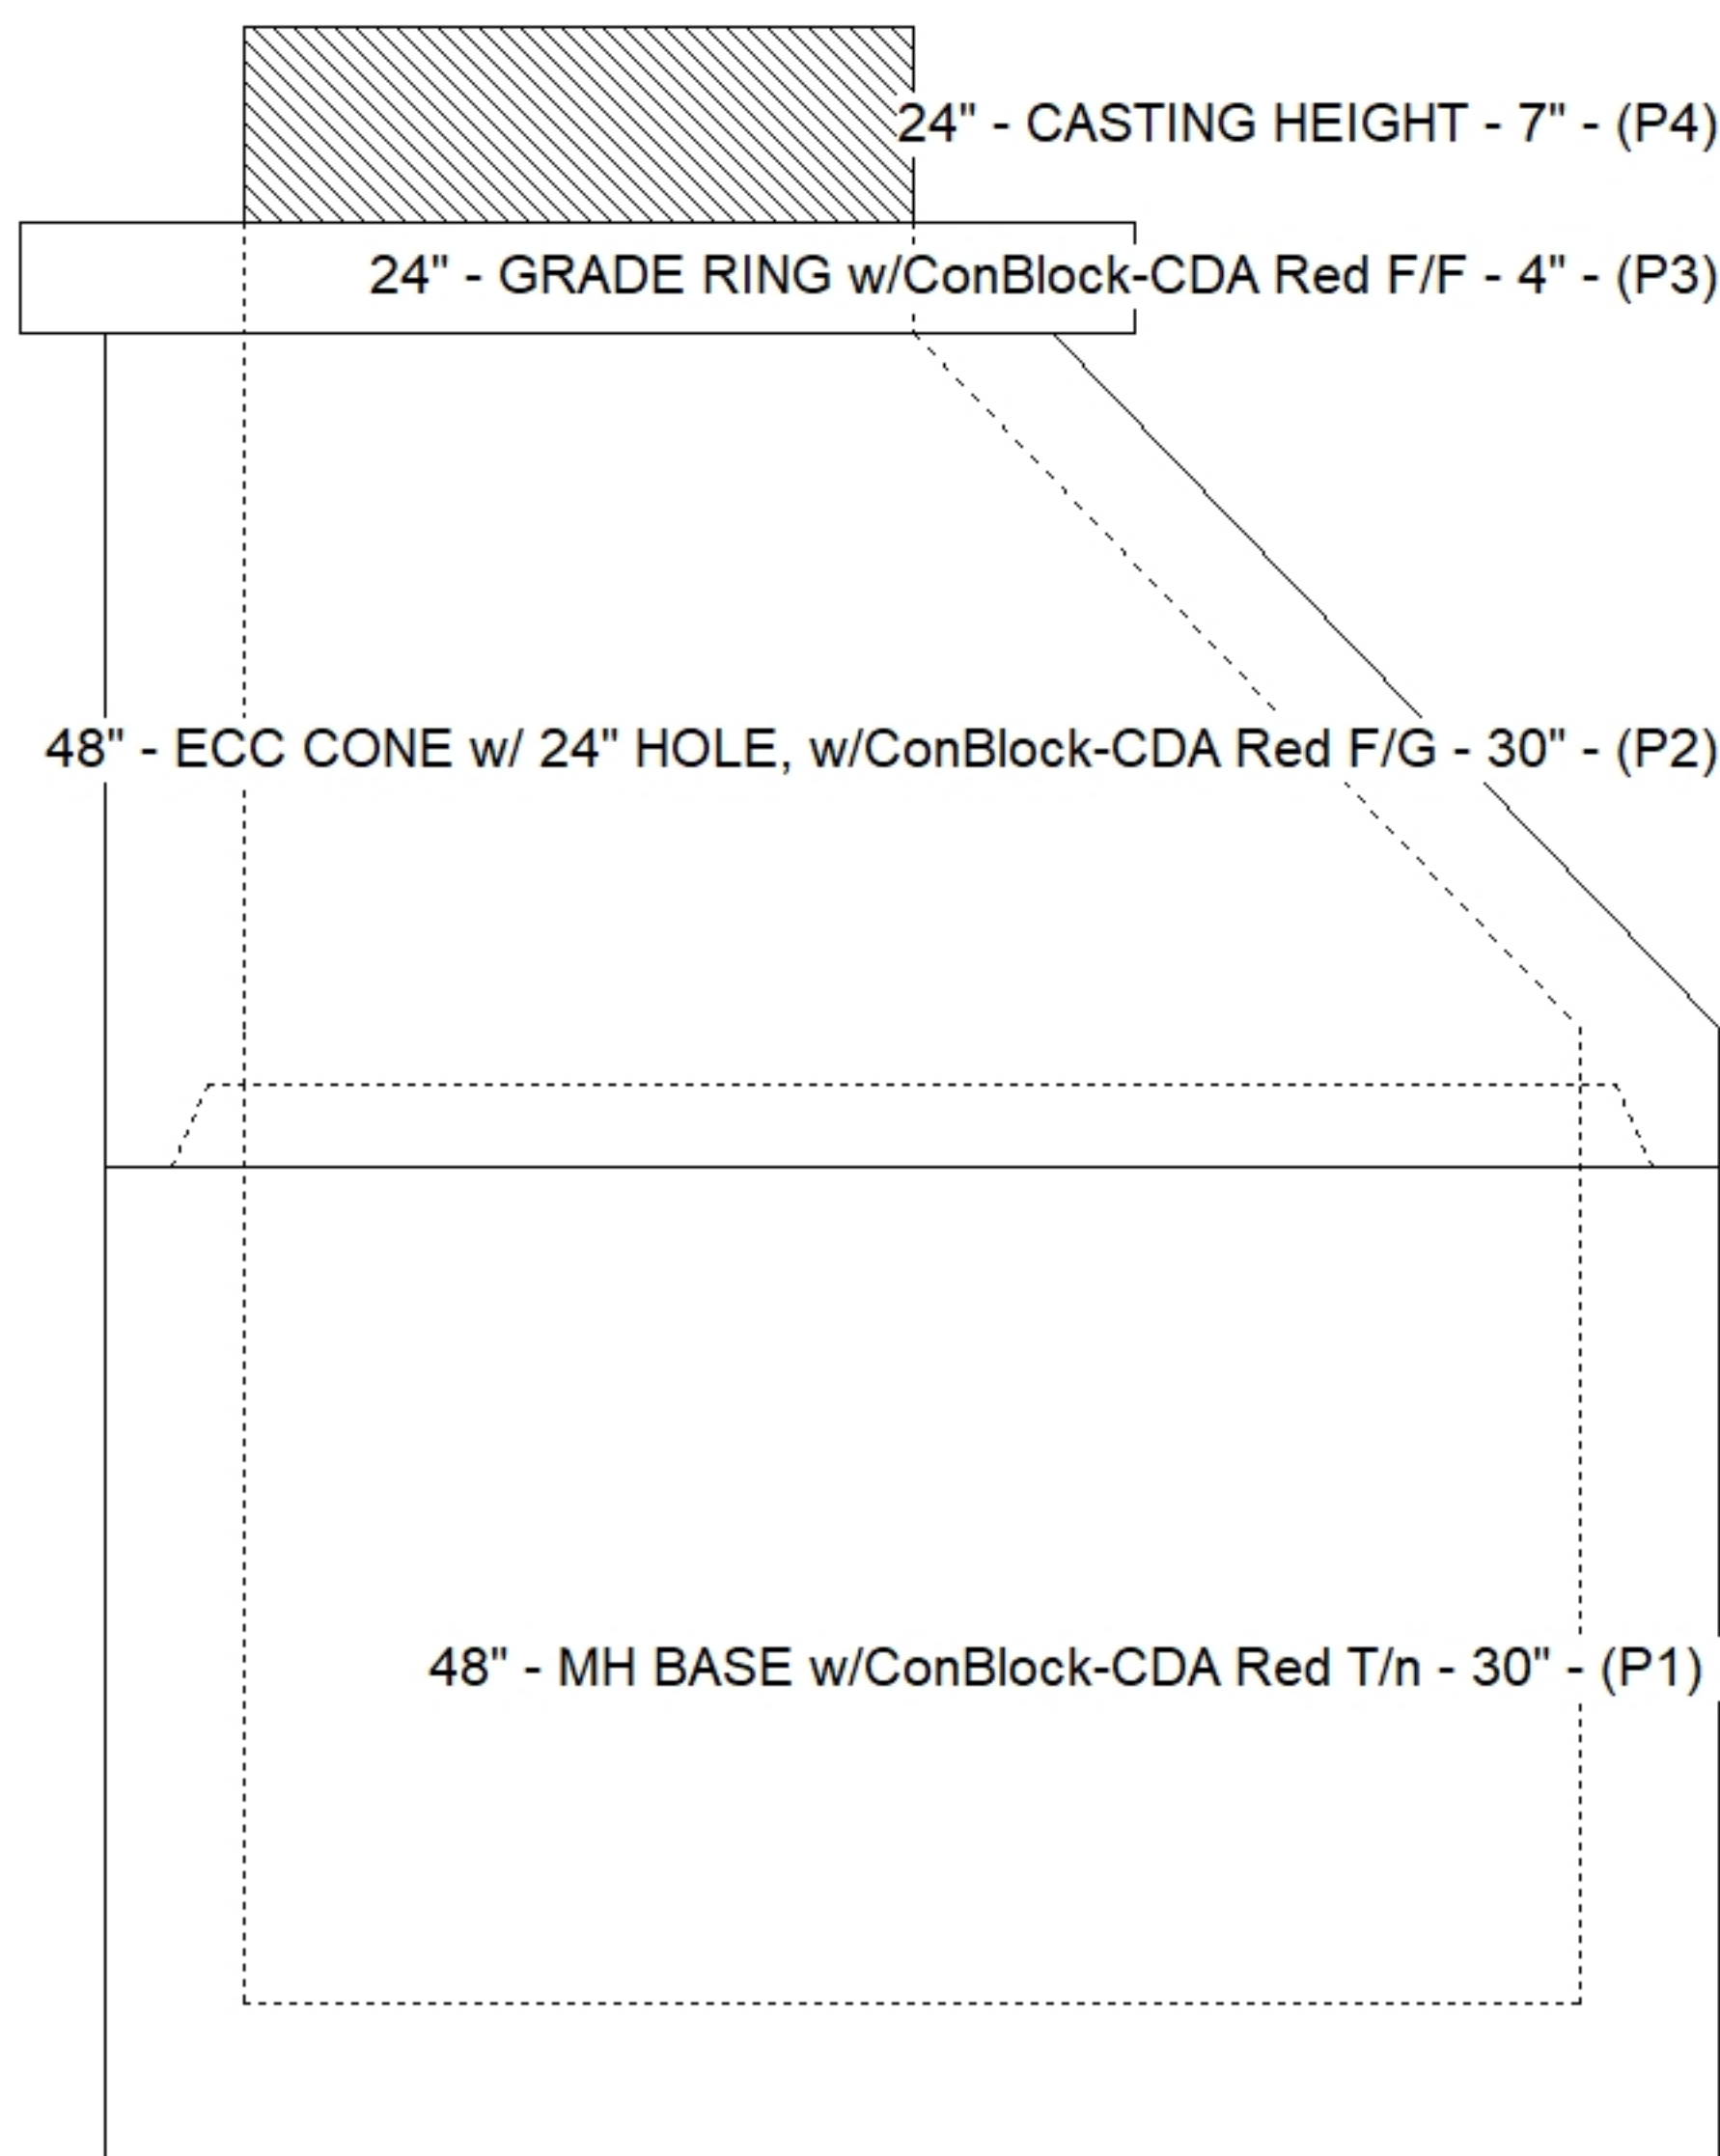 24" - CASTING HEIGHT - 7" - (P4)
24" - GRADE RING w/ConBlock-CDA Red F/F - 4" - (P3)
48" - ECC CONE w/ 24" HOLE, w/ConBlock-CDA Red F/G - 30" - (P2)
48" - MH BASE w/ConBlock-CDA Red T/n - 30" - (P1)